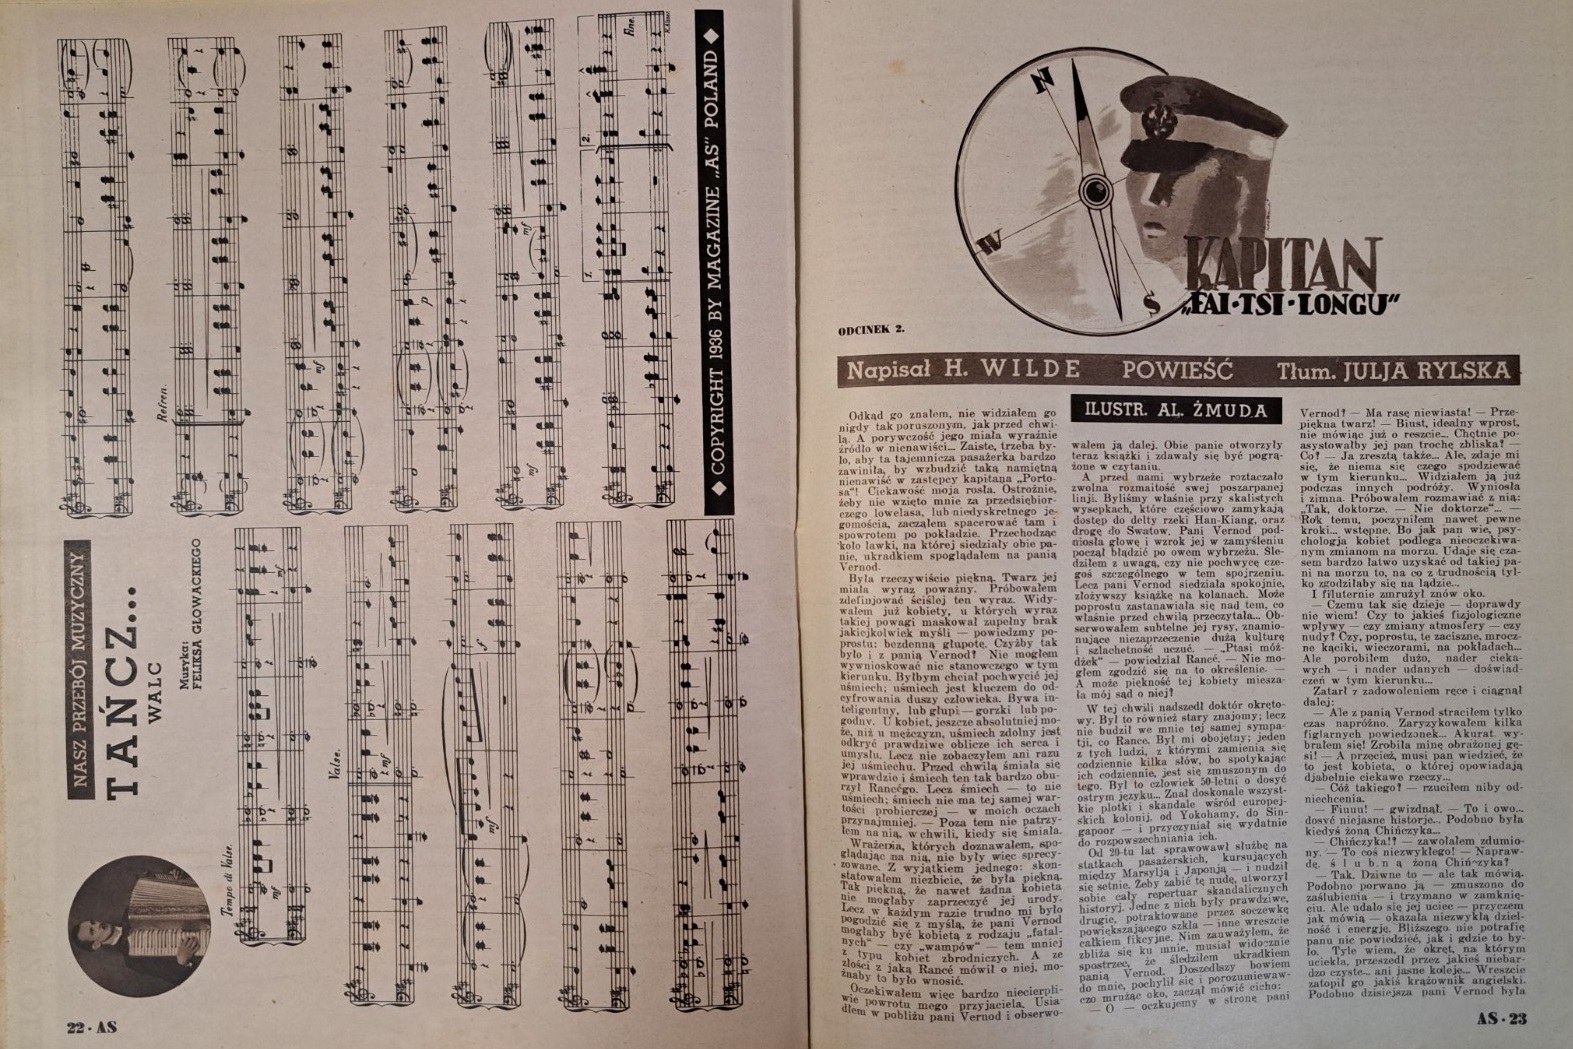 NASZ PRZEBÓJ MUZYCZNY
TAŃCZ...
WALC
Muzyka:
FELIKSA GŁOWACKIEGO
Tempo di Valse.
mf
mf
Valse.
mf
mf
f
Refren.
mf
mf
p
mf
1.
2.
Fine.
◆ COPYRIGHT 1936 BY MAGAZINE „AS” POLAND ◆
22 · AS
N
W
S
KAPITAN
„FAI·TSI·LONGU”
ODCINEK 2.
Napisał H. WILDE POWIEŚĆ Tłum. JULJA RYLSKA
ILUSTR. AL. ŻMUDA
Odkąd go znałem, nie widziałem go
nigdy tak poruszonym, jak przed chwi-
lą. A porywczość jego miała wyraźnie
źródło w nienawiści... Zaiste, trzeba by-
ło, aby ta tajemnicza pasażerka bardzo
zawiniła, by wzbudzić taką namiętną
nienawiść w zastępcy kapitana „Porto-
sa”! Ciekawość moja rosła. Ostrożnie,
żeby nie wzięto mnie za przedsiębior-
czego lowelasa, lub niedyskretnego je-
gomościa, zacząłem spacerować tam i
spowrotem po pokładzie. Przechodząc
koło ławki, na której siedziały obie pa-
nie, ukradkiem spoglądałem na panią
Vernod.
Była rzeczywiście piękną. Twarz jej
miała wyraz poważny. Próbowałem
zdefinjować ściślej ten wyraz. Widy-
wałem już kobiety, u których wyraz
takiej powagi maskował zupełny brak
jakiejkolwiek myśli — powiedzmy po-
prostu: bezdenną głupotę. Czyżby tak
było i z panią Vernod? Nie mogłem
wywnioskować nic stanowczego w tym
kierunku. Byłbym chciał pochwycić jej
uśmiech; uśmiech jest kluczem do od-
cyfrowania duszy człowieka. Bywa in-
teligentny, lub głupi — gorzki lub po-
godny. U kobiet, jeszcze absolutniej mo-
że, niż u mężczyzn, uśmiech zdolny jest
odkryć prawdziwe oblicze ich serca i
umysłu. Lecz nie zobaczyłem ani razu
jej uśmiechu. Przed chwilą śmiała się
wprawdzie i śmiech ten tak bardzo obu-
rzył Rancégo. Lecz śmiech — to nie
uśmiech; śmiech nie ma tej samej war-
tości probierczej — w moich oczach
przynajmniej. — Poza tem nie patrzy-
łem na nią, w chwili, kiedy się śmiała.
Wrażenia, których doznawałem, spo-
glądając na nią, nie były więc sprecy-
zowane. Z wyjątkiem jednego: skon-
statowałem niezbicie, że była piękną.
Tak piękną, że nawet żadna kobieta
nie mogłaby zaprzeczyć jej urody.
Lecz w każdym razie trudno mi było
pogodzić się z myślą, że pani Vernod
mogłaby być kobietą z rodzaju „fatal-
nych” — czy „wampów” — tem mniej
z typu kobiet zbrodniczych. A ze
złości z jaką Rancé mówił o niej, mo-
żnaby to było wnosić.
Oczekiwałem więc bardzo niecierpli-
wie powrotu mego przyjaciela. Usia-
dłem w pobliżu pani Vernod i obserwo-
wałem ją dalej. Obie panie otworzyły
teraz książki i zdawały się być pogrą-
żone w czytaniu.
A przed nami wybrzeże roztaczało
zwolna rozmaitość swej poszarpanej
linji. Byliśmy właśnie przy skalistych
wysepkach, które częściowo zamykają
dostęp do delty rzeki Han-Kiang, oraz
drogę do Swatow. Pani Vernod pod-
niosła głowę i wzrok jej w zamyśleniu
począł błądzić po owem wybrzeżu. Śle-
dziłem z uwagą, czy nie pochwycę cze-
goś szczególnego w tem spojrzeniu.
Lecz pani Vernod siedziała spokojnie,
złożywszy książkę na kolanach. Może
poprostu zastanawiała się nad tem, co
właśnie przed chwilą przeczytała... Ob-
serwowałem subtelne jej rysy, znamio-
nujące niezaprzeczenie dużą kulturę
i szlachetność uczuć. — „Ptasi móż-
dżek” — powiedział Rancé. — Nie mo-
głem zgodzić się na to określenie. —
A może piękność tej kobiety miesza-
ła mój sąd o niej?
W tej chwili nadszedł doktór okręto-
wy. Był to również stary znajomy; lecz
nie budził we mnie tej samej sympa-
tji, co Rance. Był mi obojętny; jeden
z tych ludzi, z którymi zamienia się
codziennie kilka słów, bo spotykając
ich codziennie, jest się zmuszonym do
tego. Był to człowiek 50-letni o dosyć
ostrym języku... Znał doskonale wszyst-
kie plotki i skandale wśród europej-
skich kolonij, od Yokohamy, do Sin-
gapoor — i przyczyniał się wydatnie
do rozpowszechniania ich.
Od 20-tu lat sprawował służbę na
statkach pasażerskich, kursujących
między Marsylją i Japonją — i nudził
się setnie. Żeby zabić tę nudę, utworzył
sobie cały repertuar skandalicznych
historyj. Jedne z nich były prawdziwe,
drugie, potraktowane przez soczewkę
powiększającego szkła — inne wreszcie
całkiem fikcyjne. Nim zauważyłem, że
zbliża się ku mnie, musiał widocznie
spostrzec, że śledziłem ukradkiem
panią Vernod. Doszedłszy bowiem
do mnie, pochylił się i porozumiewaw-
czo mrużąc oko, zaczął mówić cicho:
— O — oczkujemy w stronę pani
Vernod? — Ma rasę niewiasta! — Prze-
piękna twarz! — Biust, idealny wprost,
nie mówiąc już o reszcie... Chętnie po-
asystowałby jej pan trochę zbliska? —
Co? — Ja zresztą także... Ale, zdaje mi
się, że niema się czego spodziewać
w tym kierunku... Widziałem ją już
podczas innych podróży. Wyniosła
i zimna. Próbowałem rozmawiać z nią:
„Tak, doktorze. — Nie doktorze”... —
Rok temu, poczyniłem nawet pewne
kroki... wstępne. Bo jak pan wie, psy-
chologja kobiet podlega nieoczekiwa-
nym zmianom na morzu. Udaje się cza-
sem bardzo łatwo uzyskać od takiej pa-
ni na morzu to, na co z trudnością tyl-
ko zgodziłaby się na lądzie...
I filuternie zmrużył znów oko.
— Czemu tak się dzieje — doprawdy
nie wiem! Czy to jakieś fizjologiczne
wpływy — czy zmiany atmosfery — czy
nudy? Czy, poprostu, te zaciszne, mrocz-
ne kąciki, wieczorami, na pokładach...
Ale porobiłem dużo, nader cieka-
wych — i nader udanych — doświad-
czeń w tym kierunku...
Zatarł z zadowoleniem ręce i ciągnął
dalej:
— Ale z panią Vernod straciłem tylko
czas napróżno. Zaryzykowałem kilka
figlarnych powiedzonek... Akurat. wy-
brałem się! Zrobiła minę obrażonej gę-
si! — A przecież, musi pan wiedzieć, że
to jest kobieta, o której opowiadają
djabelnie ciekawe rzeczy...
— Cóż takiego? — rzuciłem niby od-
niechcenia.
— Fiuuu! — gwizdnął. — To i owo...
dosyć niejasne historje... Podobno była
kiedyś żoną Chińczyka...
— Chińczyka!? — zawołałem zdumio-
ny. — To coś niezwykłego! — Napraw-
dę, ślubną żoną Chińczyka?
— Tak. Dziwne to — ale tak mówią.
Podobno porwano ją — zmuszono do
zaślubienia — i trzymano w zamknię-
ciu. Ale udało się jej uciec — przyczem
jak mówią — okazała niezwykłą dziel-
ność i energję. Bliższego nie potrafię
panu nic powiedzieć, jak i gdzie to by-
ło. Tyle wiem, że okręt, na którym
uciekła, przeszedł przez jakieś niebar-
dzo czyste... ani jasne koleje... Wreszcie
zatopił go jakiś krążownik angielski.
Podobno dzisiejsza pani Vernod była
AS · 23